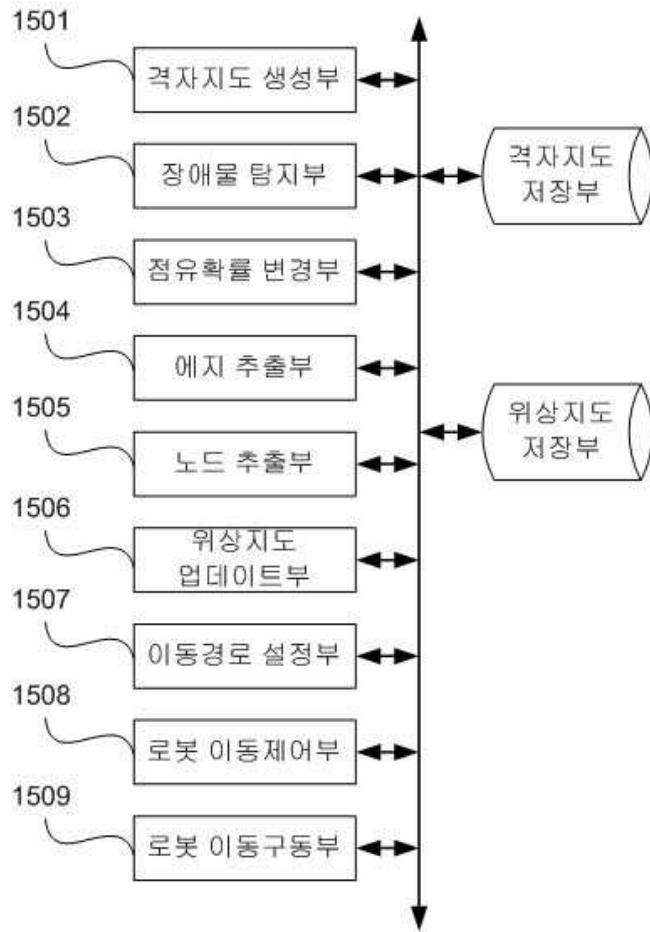 1501
격자지도 생성부
1502
장애물 탐지부
격자지도
저장부
1503
점유확률 변경부
1504
에지 추출부
1505
노드 추출부
위상지도
저장부
1506
위상지도
업데이트부
1507
이동경로 설정부
1508
로봇 이동제어부
1509
로봇 이동구동부